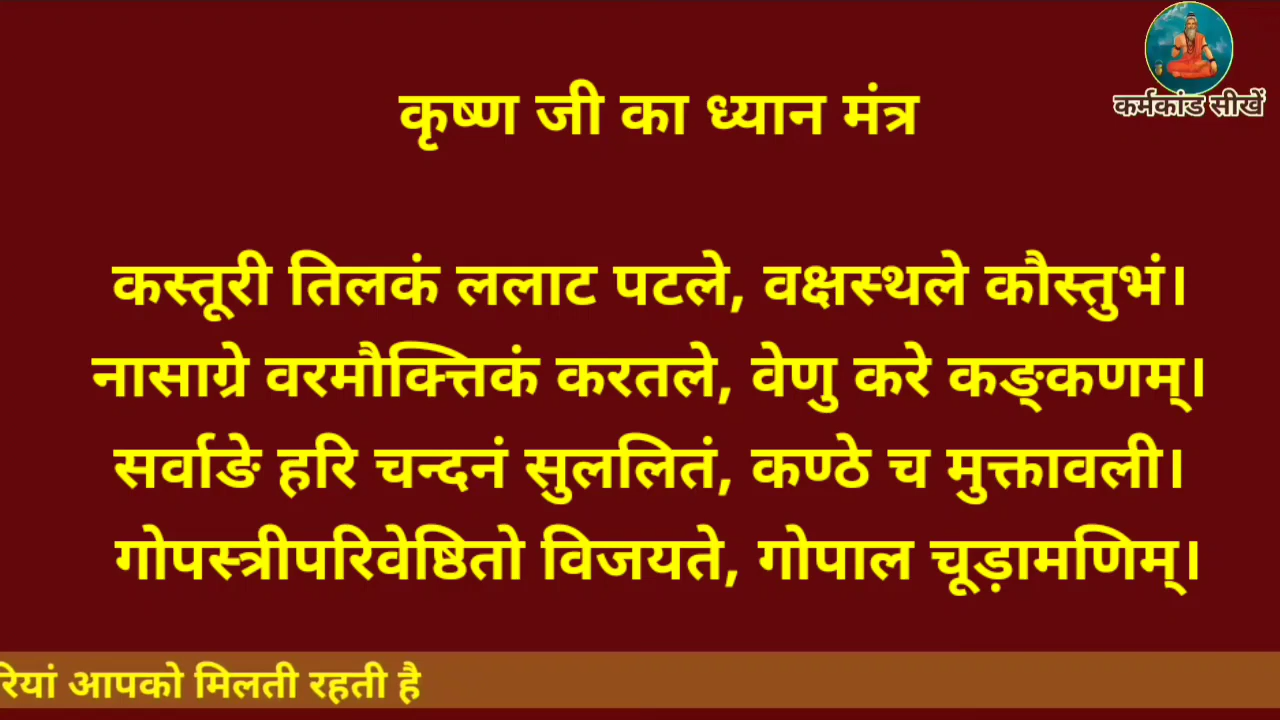 कर्मकांड सीखें
कृष्ण जी का ध्यान मंत्र
कस्तूरी तिलकं ललाट पटले, वक्षस्थले कौस्तुभं।
नासाग्रे वरमौक्त्तिकं करतले, वेणु करे कङ्कणम्।
सर्वाङे हरि चन्दनं सुललितं, कण्ठे च मुक्तावली।
गोपस्त्रीपरिवेष्ठितो विजयते, गोपाल चूड़ामणिम्।
रियां आपको मिलती रहती है